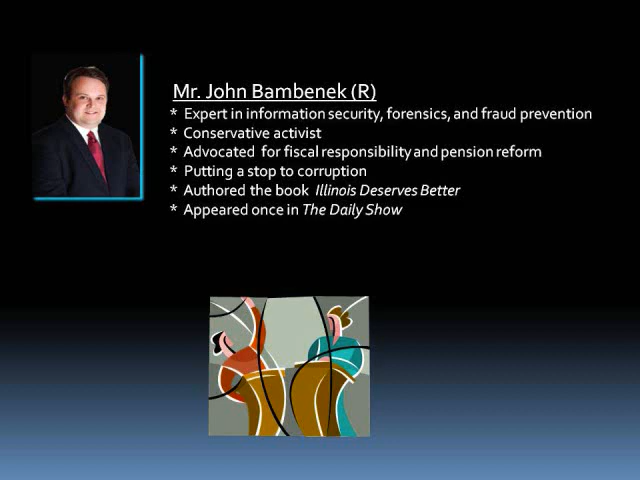 Mr. John Bambenek (R)
* Expert in information security, forensics, and fraud prevention
* Conservative activist
* Advocated for fiscal responsibility and pension reform
* Putting a stop to corruption
* Authored the book Illinois Deserves Better
* Appeared once in The Daily Show